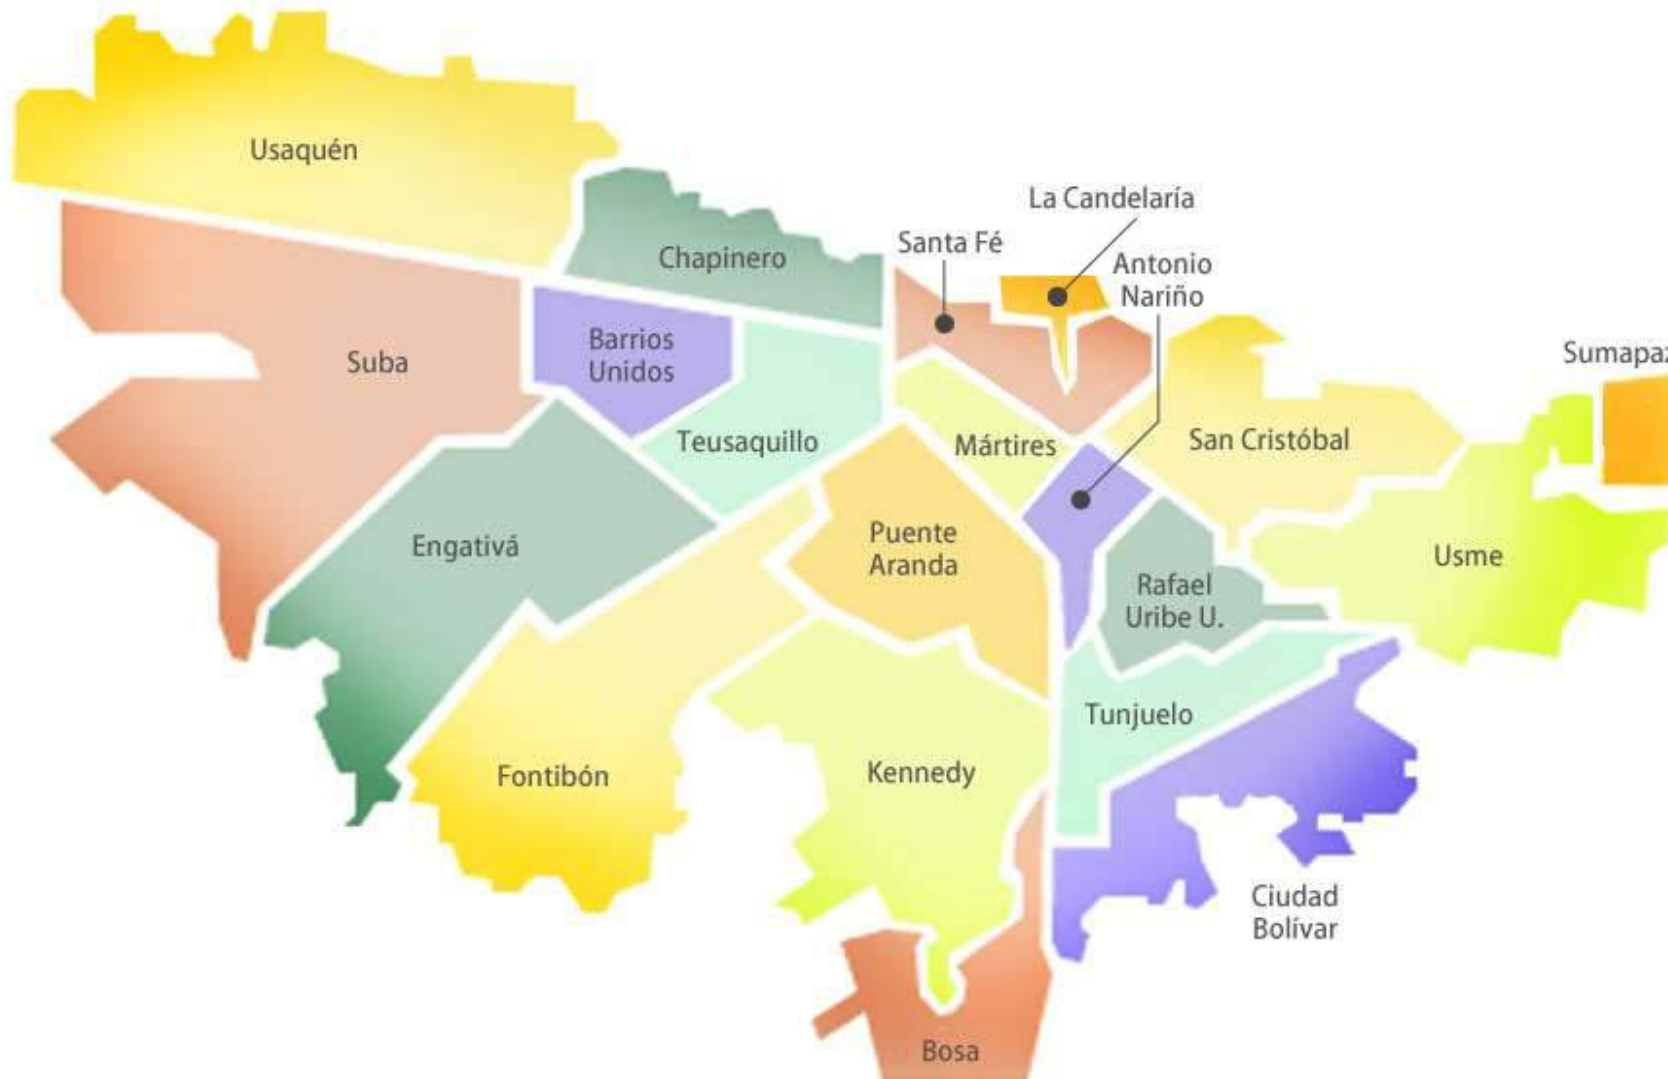 Usaquén
La Candelaría
Santa Fé
Chapinero
Antonio
Nariño
Barrios
Unidos
Suba
Sumapaz
Teusaquillo
Mártires
San Cristóbal
Engativá
Puente
Aranda
Usme
Rafael
Uribe U.
Tunjuelo
Fontibón
Kennedy
Ciudad
Bolívar
Bosa